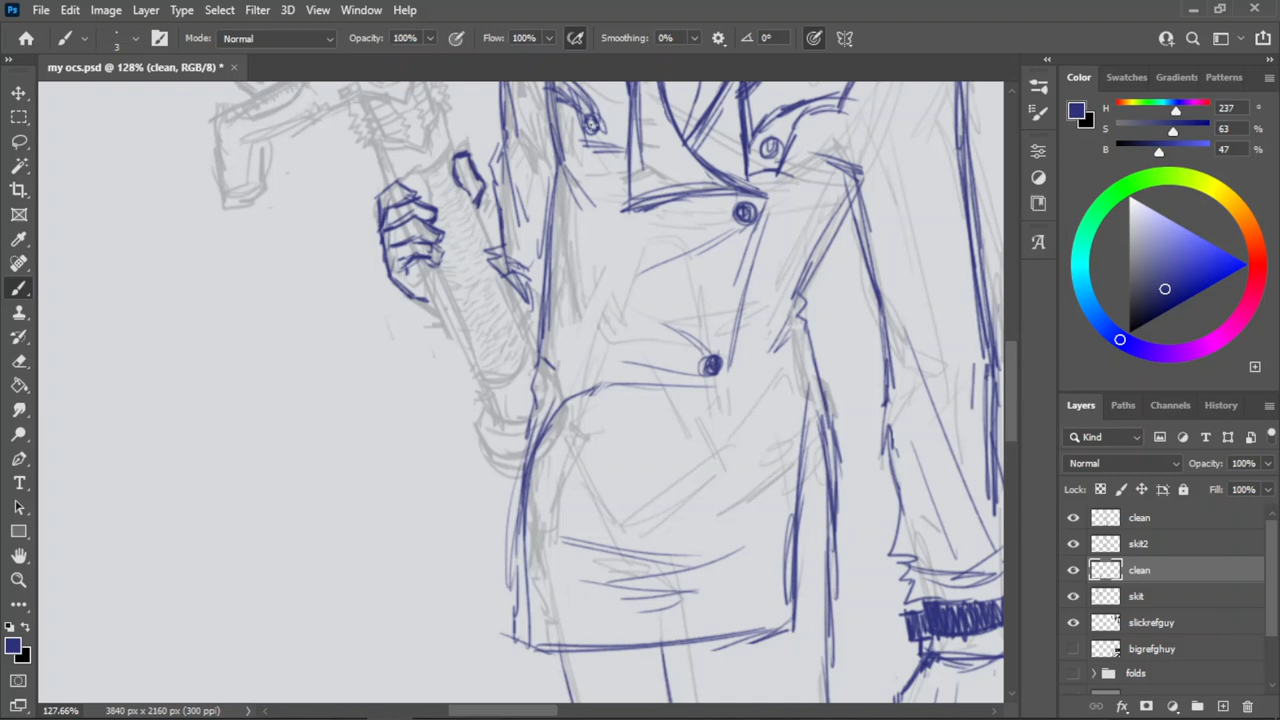 Ps File Edit Image Layer Type Select Filter 3D View Window Help
3 Mode: Normal Opacity: 100% Flow: 100% Smoothing: 0% 0°
my ocs.psd @ 128% (clean, RGB/8) *
Color Swatches Gradients Patterns
H 237 °
S 63 %
B 47 %
Layers Paths Channels History
Kind
Normal Opacity: 100%
Lock: Fill: 100%
clean
skit2
clean
skit
slickrefguy
bigrefghuy
folds
127.66% 3840 px x 2160 px (300 ppi)